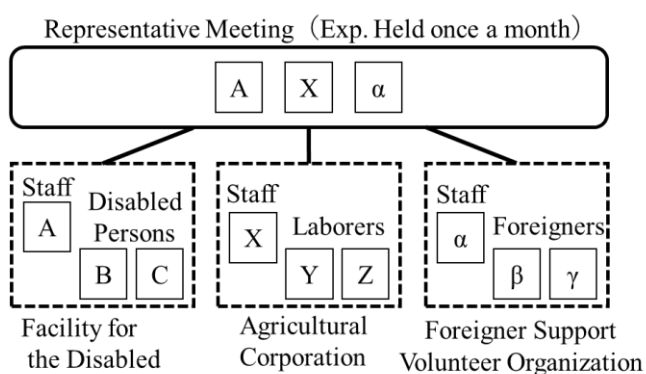 Representative Meeting（Exp. Held once a month）
A X α
Staff
A
Disabled
Persons
B C
Facility for
the Disabled
Staff
X
Laborers
Y Z
Agricultural
Corporation
Staff
α
Foreigners
β γ
Foreigner Support
Volunteer Organization